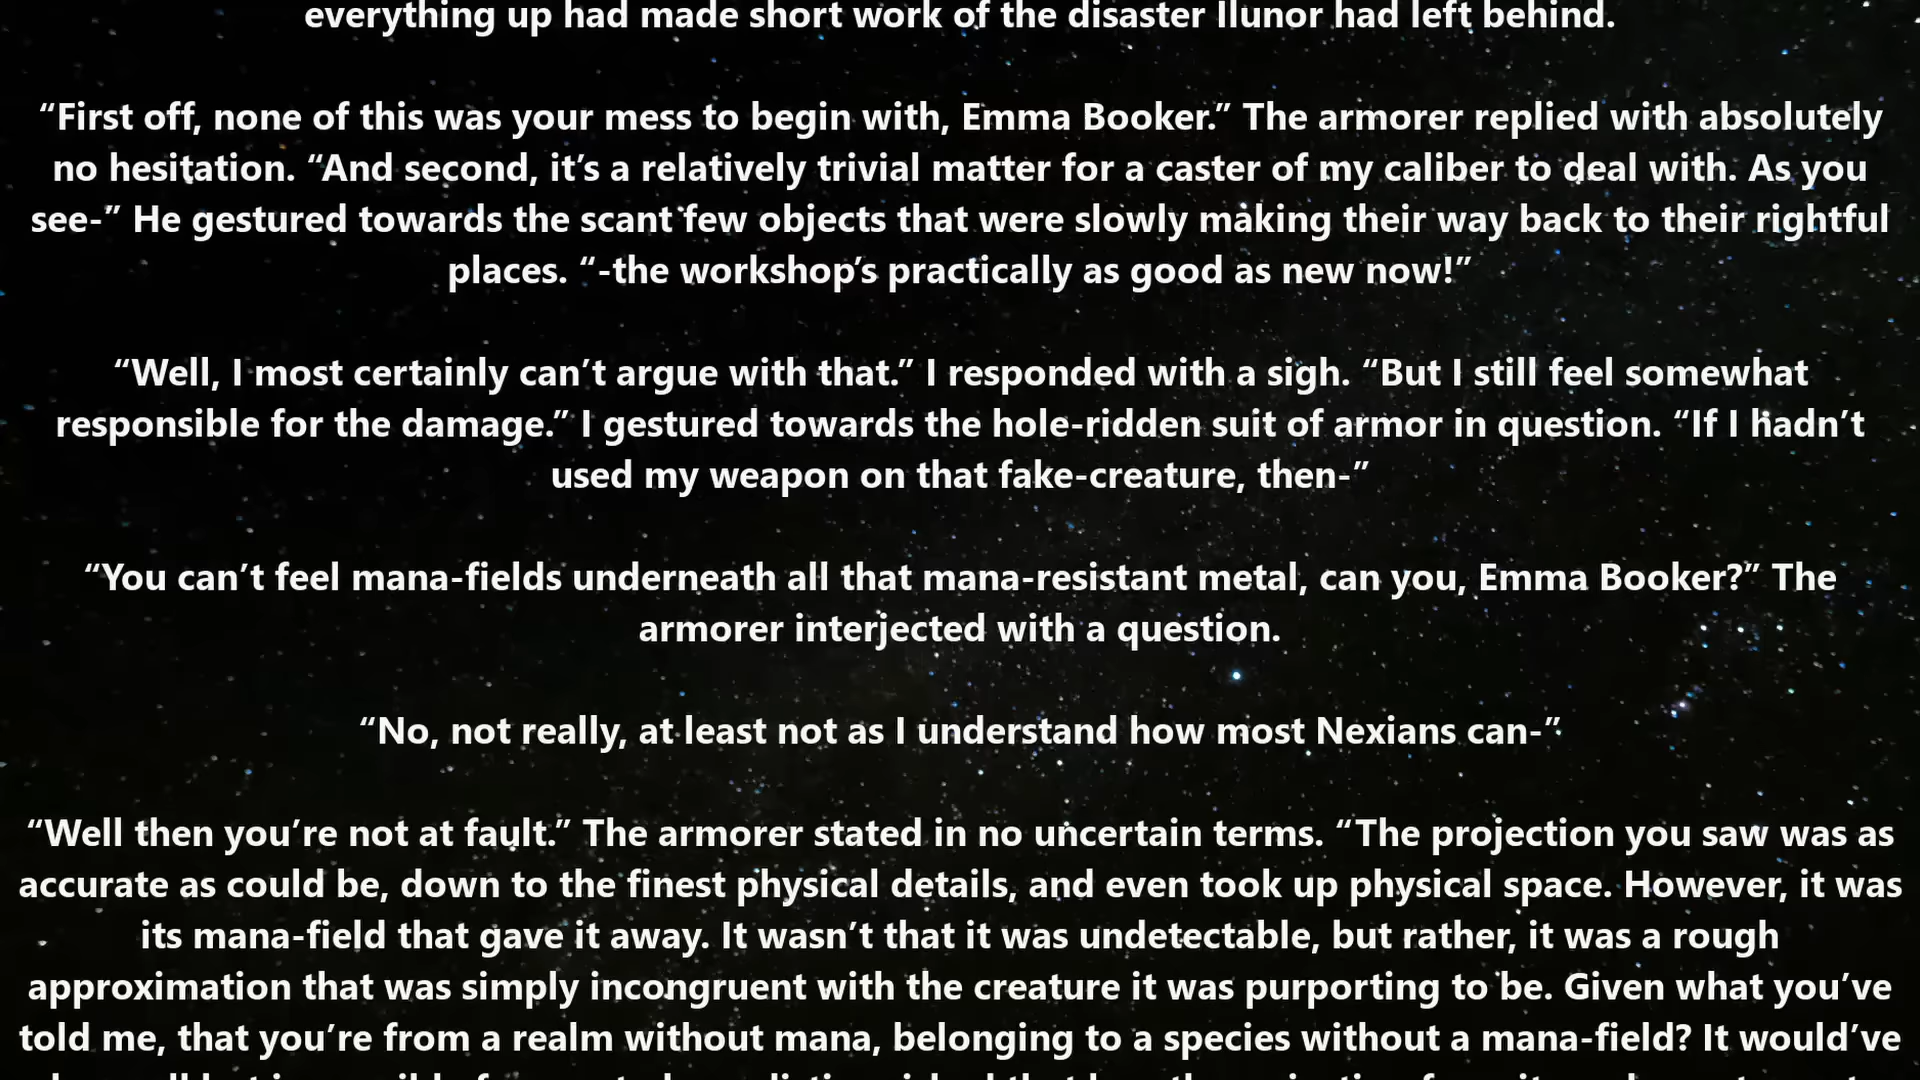 everything up had made short work of the disaster Ilunor had left behind.
“First off, none of this was your mess to begin with, Emma Booker.” The armorer replied with absolutely
no hesitation. “And second, it’s a relatively trivial matter for a caster of my caliber to deal with. As you
see-” He gestured towards the scant few objects that were slowly making their way back to their rightful
places. “-the workshop’s practically as good as new now!”
“Well, I most certainly can’t argue with that.” I responded with a sigh. “But I still feel somewhat
responsible for the damage.” I gestured towards the hole-ridden suit of armor in question. “If I hadn’t
used my weapon on that fake-creature, then-”
“You can’t feel mana-fields underneath all that mana-resistant metal, can you, Emma Booker?” The
armorer interjected with a question.
“No, not really, at least not as I understand how most Nexians can-”
“Well then you’re not at fault.” The armorer stated in no uncertain terms. “The projection you saw was as
accurate as could be, down to the finest physical details, and even took up physical space. However, it was
its mana-field that gave it away. It wasn’t that it was undetectable, but rather, it was a rough
approximation that was simply incongruent with the creature it was purporting to be. Given what you’ve
told me, that you’re from a realm without mana, belonging to a species without a mana-field? It would’ve